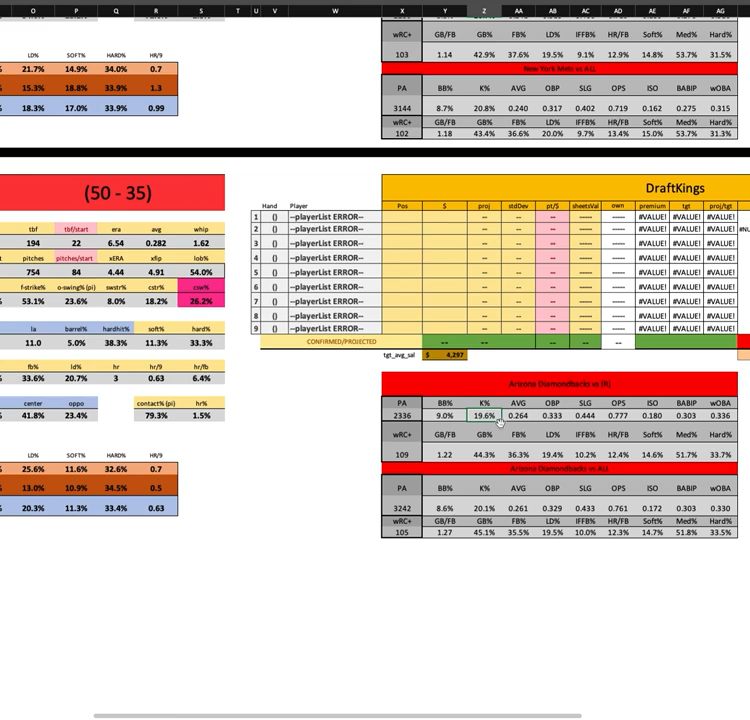 O P Q R S T U V W X Y Z AA AB AC AD AE AF AG
wRC+ GB/FB GB% FB% LD% IFFB% HR/FB Soft% Med% Hard%
LD% SOFT% HARD% HR/9
103 1.14 42.9% 37.6% 19.5% 9.1% 12.9% 14.8% 53.7% 31.5%
21.7% 14.9% 34.0% 0.7
New York Mets vs ALL
15.3% 18.8% 33.9% 1.3
PA BB% K% AVG OBP SLG OPS ISO BABIP wOBA
18.3% 17.0% 33.9% 0.99
3144 8.7% 20.8% 0.240 0.317 0.402 0.719 0.162 0.275 0.315
wRC+ GB/FB GB% FB% LD% IFFB% HR/FB Soft% Med% Hard%
102 1.18 43.4% 36.6% 20.0% 9.7% 13.4% 15.0% 53.7% 31.3%
(50 - 35)
DraftKings
Hand Player Pos $ proj stdDev pt/$ sheetsVal own premium tgt proj/tgt
1 () --playerList ERROR-- -- -- -- ----- ----- #VALUE! #VALUE! #VALUE!
tbf tbf/start era avg whip
2 () --playerList ERROR-- -- -- -- ----- ----- #VALUE! #VALUE! #VALUE! #NU
194 22 6.54 0.282 1.62
3 () --playerList ERROR-- -- -- -- ----- ----- #VALUE! #VALUE! #VALUE!
t pitches pitches/start xERA xfip lob%
4 () --playerList ERROR-- -- -- -- ----- ----- #VALUE! #VALUE! #VALUE!
754 84 4.44 4.91 54.0%
5 () --playerList ERROR-- -- -- -- ----- ----- #VALUE! #VALUE! #VALUE!
f-strike% o-swing% (pi) swstr% cstr% csw%
6 () --playerList ERROR-- -- -- -- ----- ----- #VALUE! #VALUE! #VALUE!
53.1% 23.6% 8.0% 18.2% 26.2%
7 () --playerList ERROR-- -- -- -- ----- ----- #VALUE! #VALUE! #VALUE!
8 () --playerList ERROR-- -- -- -- ----- ----- #VALUE! #VALUE! #VALUE!
la barrel% hardhit% soft% hard%
9 () --playerList ERROR-- -- -- -- ----- ----- #VALUE! #VALUE! #VALUE!
11.0 5.0% 38.3% 11.3% 33.3%
CONFIRMED/PROJECTED -- -- -- -- --
tgt_avg_sal $ 4,297
fb% ld% hr hr/9 hr/fb
33.6% 20.7% 3 0.63 6.4%
Arizona Diamondbacks vs (R)
center oppo contact% (pi) hr%
PA BB% K% AVG OBP SLG OPS ISO BABIP wOBA
41.8% 23.4% 79.3% 1.5%
2336 9.0% 19.6% 0.264 0.333 0.444 0.777 0.180 0.303 0.336
wRC+ GB/FB GB% FB% LD% IFFB% HR/FB Soft% Med% Hard%
LD% SOFT% HARD% HR/9
109 1.22 44.3% 36.3% 19.4% 10.2% 12.4% 14.6% 51.7% 33.7%
25.6% 11.6% 32.6% 0.7
Arizona Diamondbacks vs ALL
13.0% 10.9% 34.5% 0.5
PA BB% K% AVG OBP SLG OPS ISO BABIP wOBA
20.3% 11.3% 33.4% 0.63
3242 8.6% 20.1% 0.261 0.329 0.433 0.761 0.172 0.303 0.330
wRC+ GB/FB GB% FB% LD% IFFB% HR/FB Soft% Med% Hard%
105 1.27 45.1% 35.5% 19.5% 10.0% 12.3% 14.7% 51.8% 33.5%